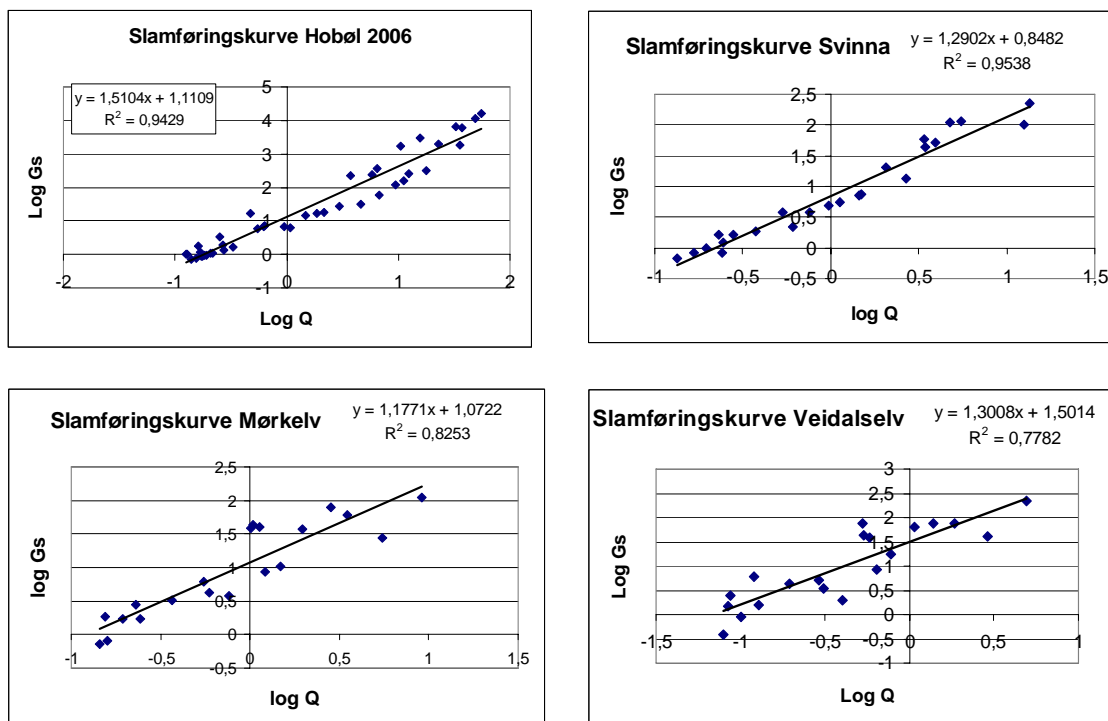 Slamføringskurve Hobøl 2006
y = 1,5104x + 1,1109
R² = 0,9429
5
4
3
2
1
0
-1
-2
-1
0
1
2
Log Gs
Log Q
Slamføringskurve Svinna
y = 1,2902x + 0,8482
R² = 0,9538
2,5
2
1,5
1
0,5
0
-0,5
-1
-0,5
0
0,5
1
1,5
log Gs
log Q
Slamføringskurve Mørkelv
y = 1,1771x + 1,0722
R² = 0,8253
2,5
2
1,5
1
0,5
0
-0,5
-1
-0,5
0
0,5
1
1,5
log Gs
log Q
Slamføringskurve Veidalselv
y = 1,3008x + 1,5014
R² = 0,7782
3
2,5
2
1,5
1
0,5
0
-0,5
-1
-1,5
-1
-0,5
0
0,5
1
Log Gs
Log Q